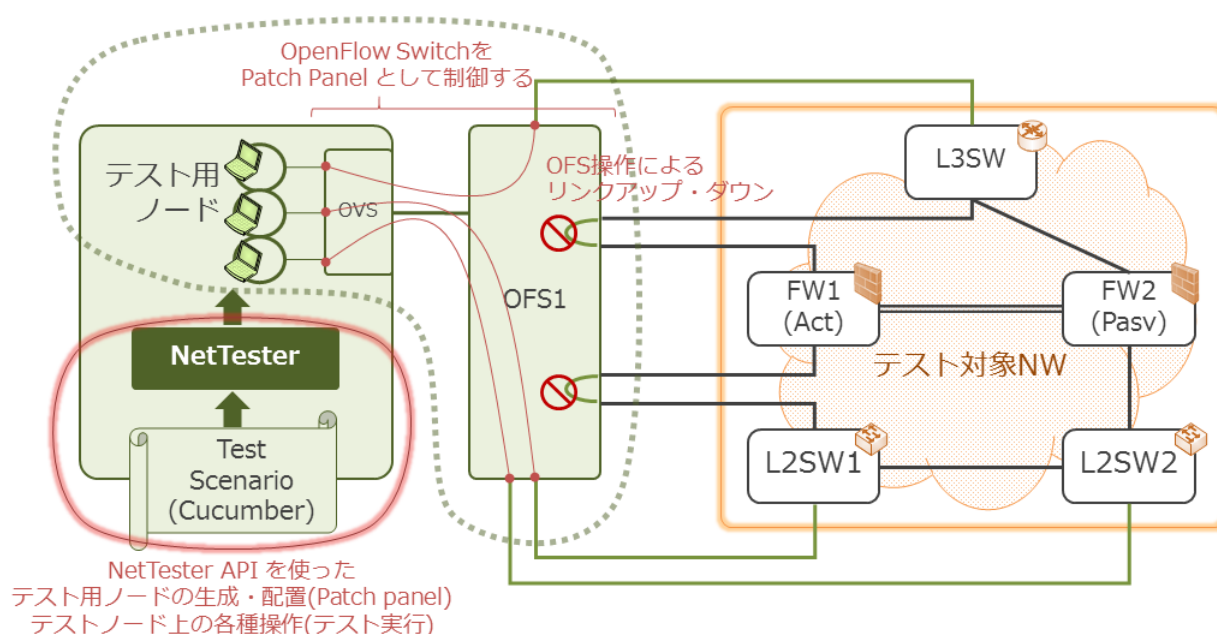 OpenFlow Switchを
Patch Panel として制御する
テスト用
ノード
OVS
OFS操作による
リンクアップ・ダウン
OFS1
L3SW
FW1
(Act)
FW2
(Pasv)
テスト対象NW
L2SW1
L2SW2
NetTester
Test
Scenario
(Cucumber)
NetTester API を使った
テスト用ノードの生成・配置(Patch panel)
テストノード上の各種操作(テスト実行)